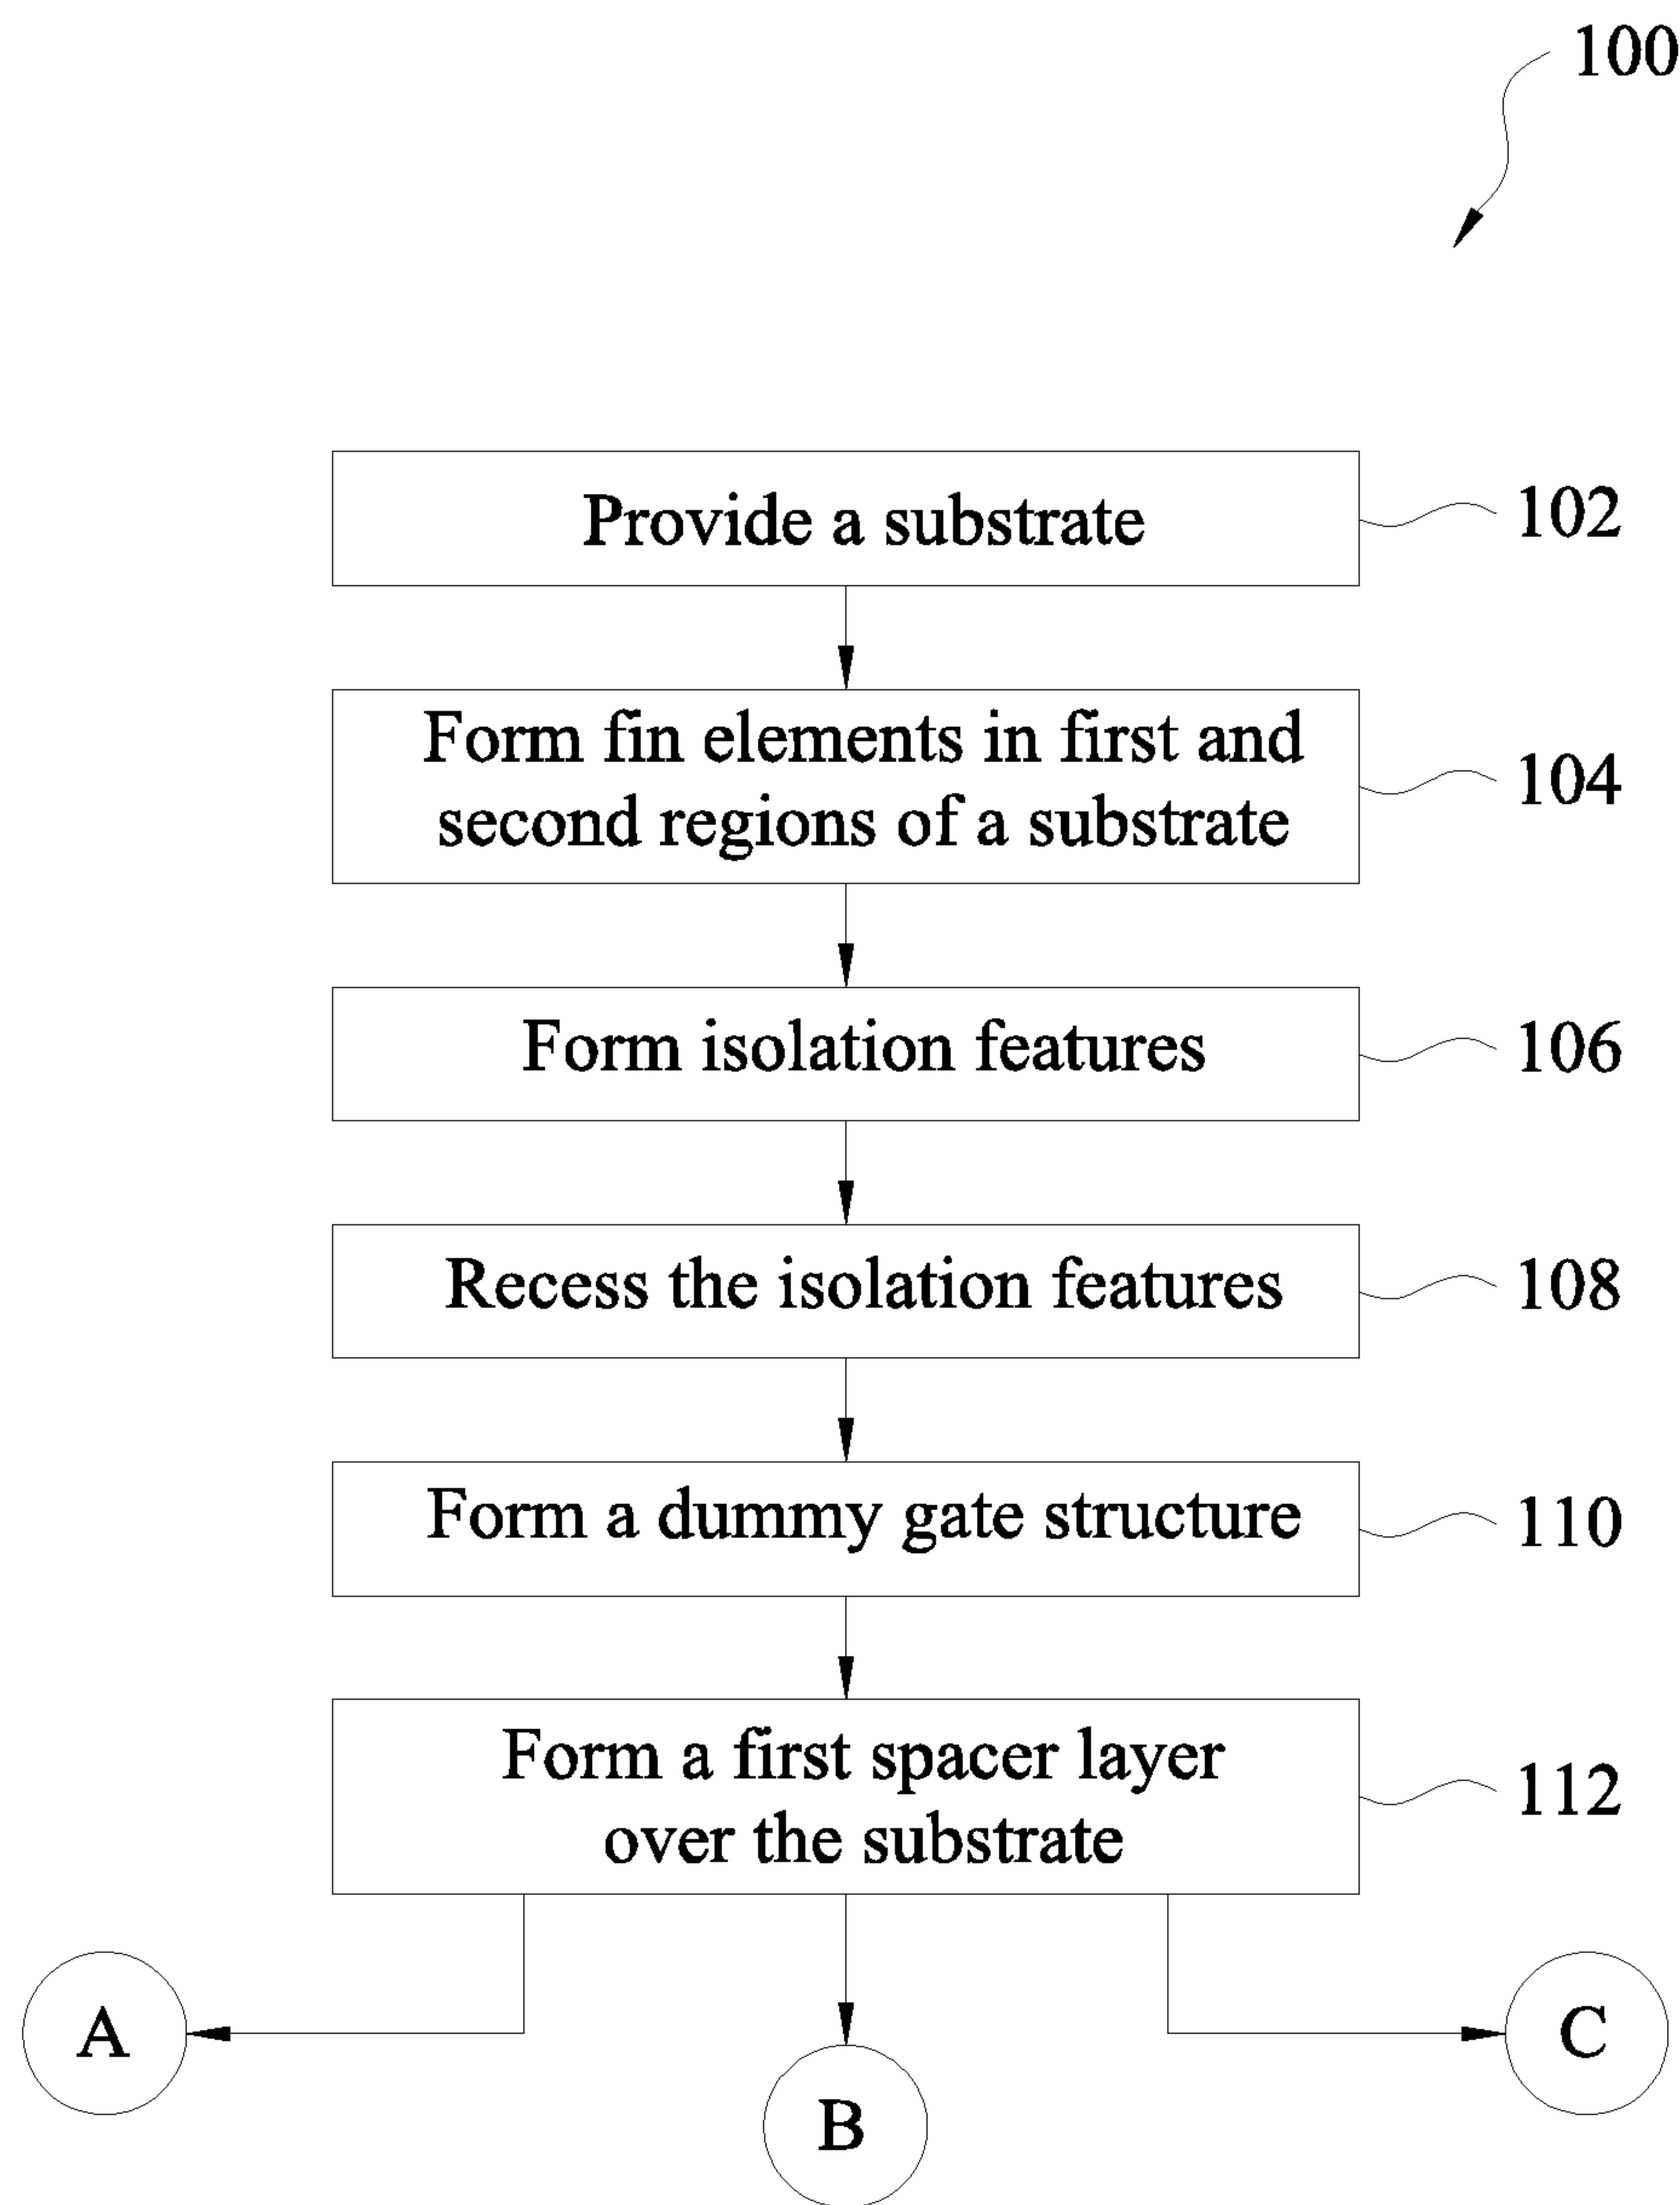 100
Provide a substrate
102
Form fin elements in first and
second regions of a substrate
104
Form isolation features
106
Recess the isolation features
108
Form a dummy gate structure
110
Form a first spacer layer
over the substrate
112
A
B
C